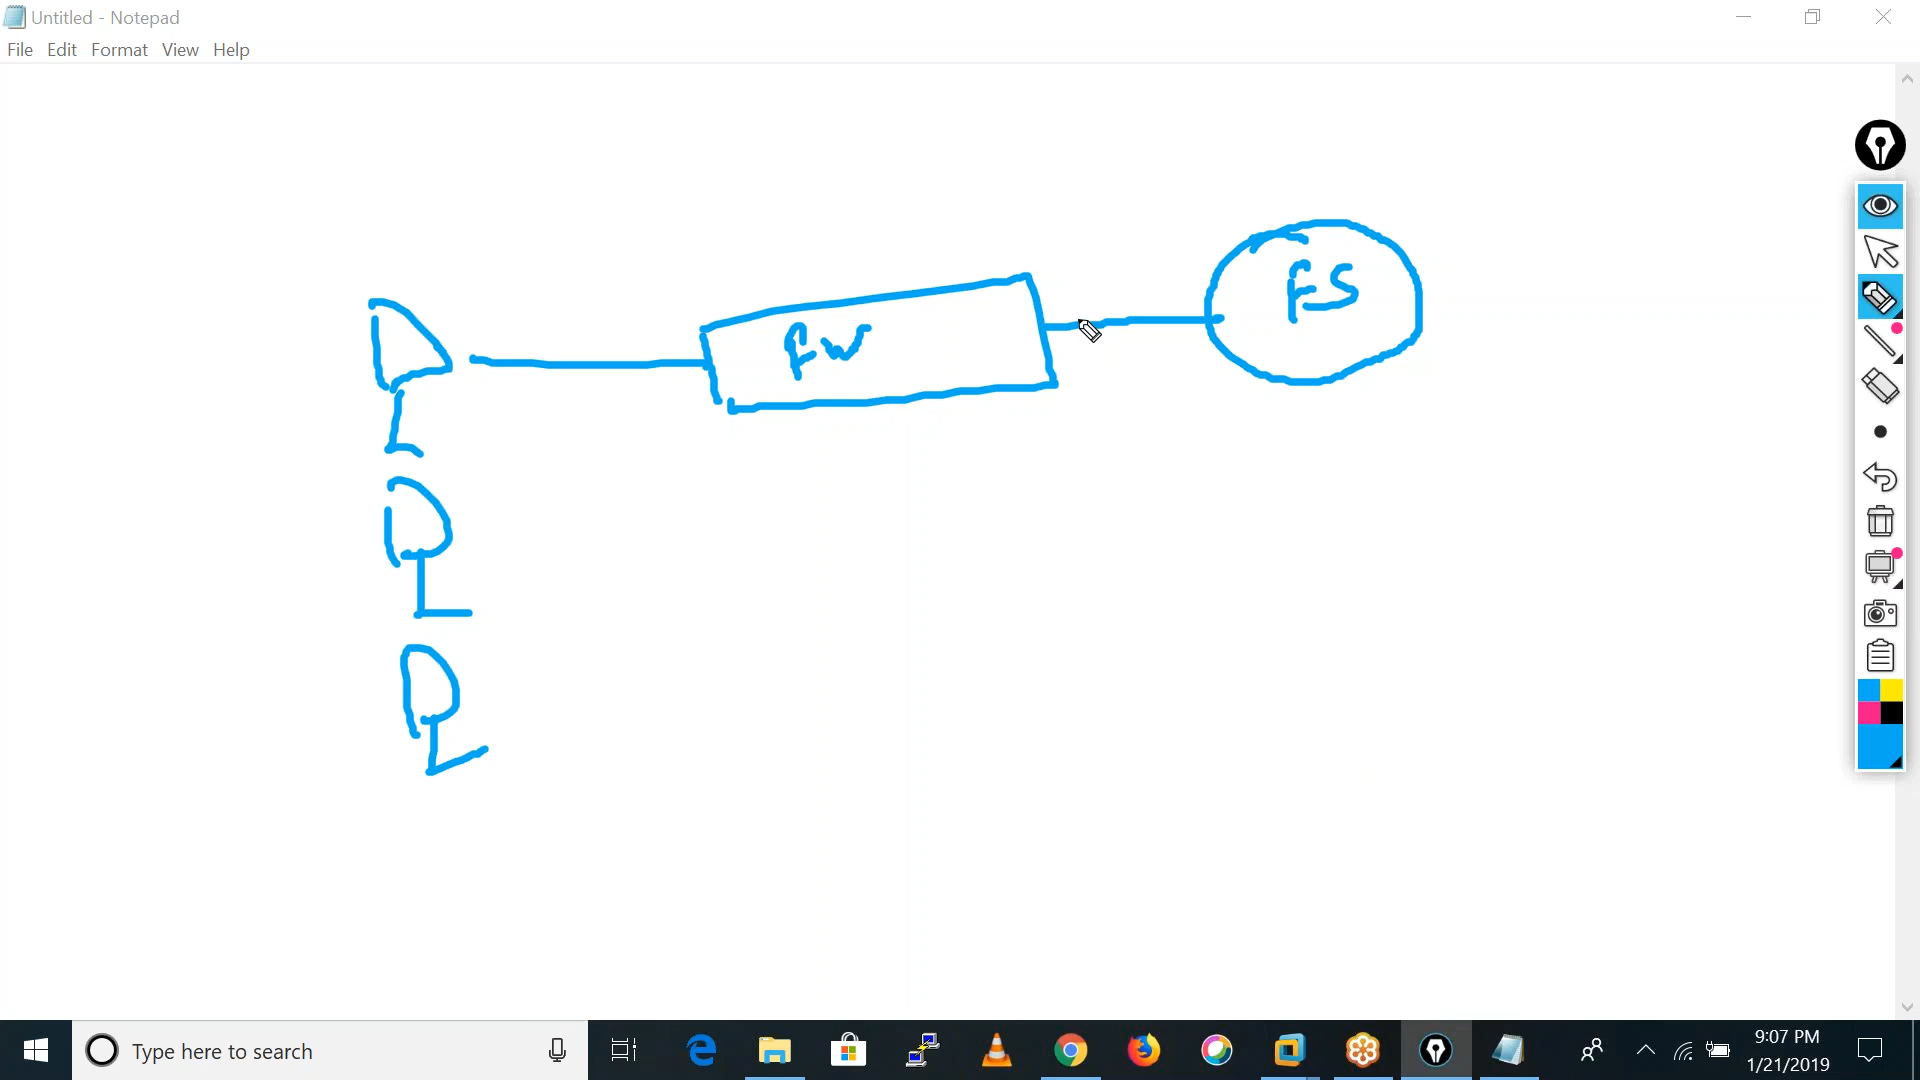 Untitled - Notepad
File Edit Format View Help
FW
FS
Type here to search
9:07 PM
1/21/2019